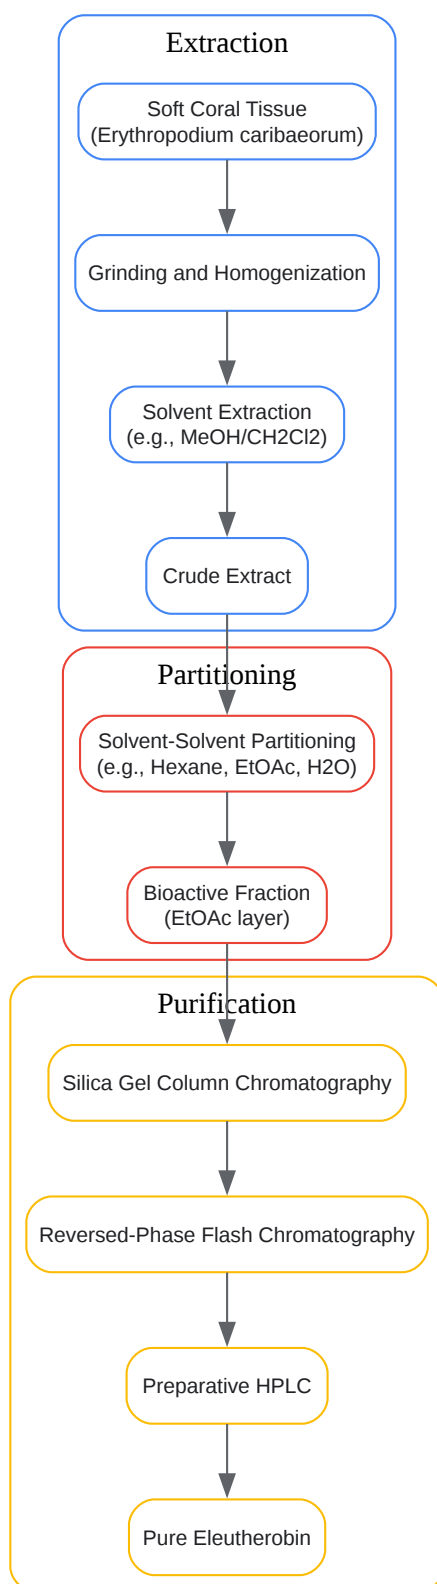 Extraction
Soft Coral Tissue
(Erythropodium caribaeorum)
Grinding and Homogenization
Solvent Extraction
(e.g., MeOH/CH2Cl2)
Crude Extract
Partitioning
Solvent-Solvent Partitioning
(e.g., Hexane, EtOAc, H2O)
Bioactive Fraction
(EtOAc layer)
Purification
Silica Gel Column Chromatography
Reversed-Phase Flash Chromatography
Preparative HPLC
Pure Eleutherobin